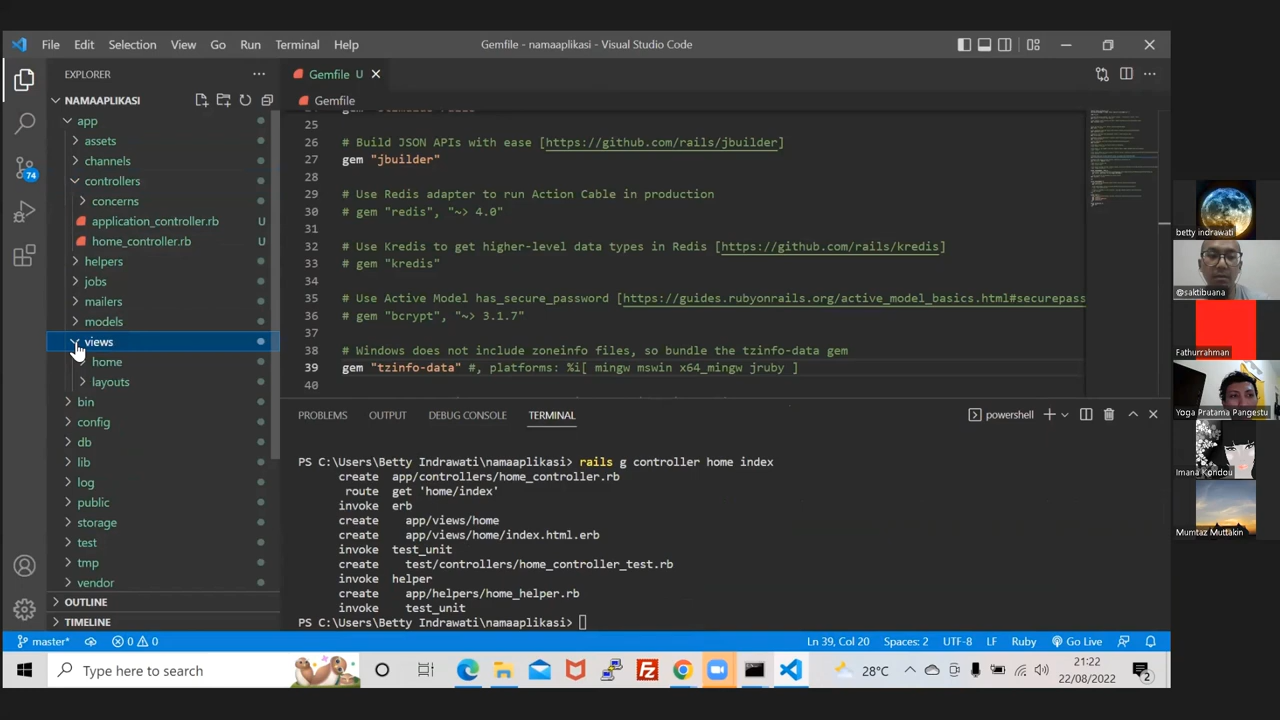 File Edit Selection View Go Run Terminal Help
Gemfile - namaaplikasi - Visual Studio Code
EXPLORER
NAMAAPLIKASI
app
assets
channels
controllers
concerns
application_controller.rb U
home_controller.rb U
helpers
jobs
mailers
models
views
home
layouts
bin
config
db
lib
log
public
storage
test
tmp
vendor
OUTLINE
TIMELINE
74
Gemfile U
Gemfile
25
26 # Build JSON APIs with ease [https://github.com/rails/jbuilder]
27 gem "jbuilder"
28
29 # Use Redis adapter to run Action Cable in production
30 # gem "redis", "~> 4.0"
31
32 # Use Kredis to get higher-level data types in Redis [https://github.com/rails/kredis]
33 # gem "kredis"
34
35 # Use Active Model has_secure_password [https://guides.rubyonrails.org/active_model_basics.html#securepass
36 # gem "bcrypt", "~> 3.1.7"
37
38 # Windows does not include zoneinfo files, so bundle the tzinfo-data gem
39 gem "tzinfo-data" #, platforms: %i[ mingw mswin x64_mingw jruby ]
40
PROBLEMS OUTPUT DEBUG CONSOLE TERMINAL powershell
PS C:\Users\Betty Indrawati\namaaplikasi> rails g controller home index
create app/controllers/home_controller.rb
route get 'home/index'
invoke erb
create app/views/home
create app/views/home/index.html.erb
invoke test_unit
create test/controllers/home_controller_test.rb
invoke helper
create app/helpers/home_helper.rb
invoke test_unit
PS C:\Users\Betty Indrawati\namaaplikasi>
master* 0 0 Ln 39, Col 20 Spaces: 2 UTF-8 LF Ruby Go Live
Type here to search
28°C
21:22
22/08/2022
2
betty indrawati
@saktibuana
Fathurrahman
Yoga Pratama Pangestu
Imana Kondou
Mumtaz Muttakin